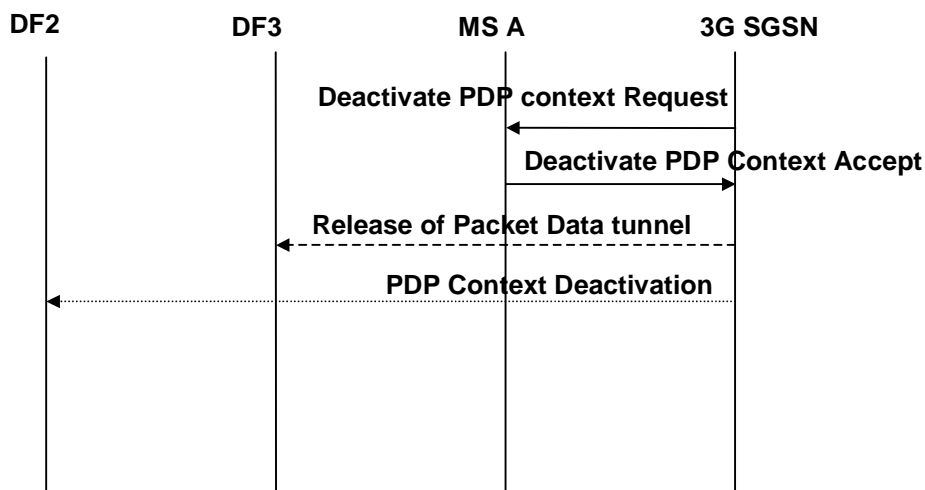 DF2 DF3 MS A 3G SGSN
Deactivate PDP context Request
Deactivate PDP Context Accept
Release of Packet Data tunnel
PDP Context Deactivation